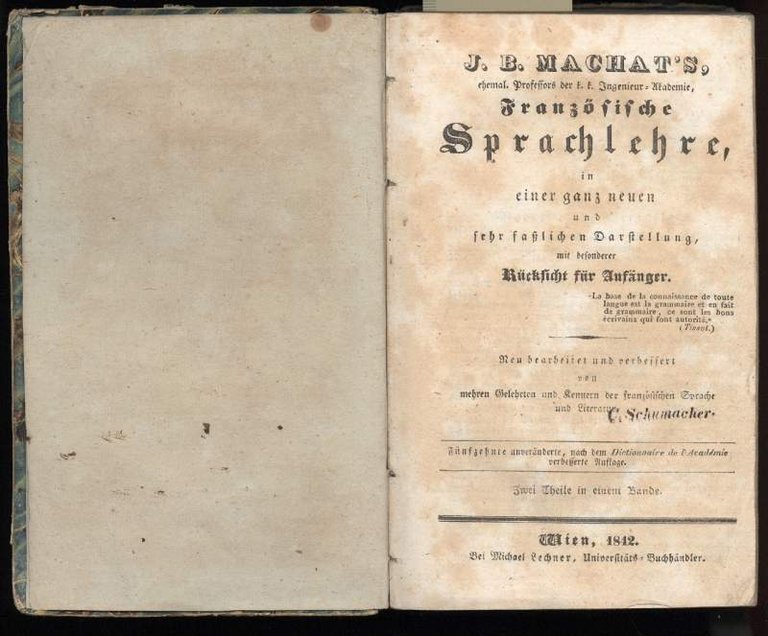 J. B. MACHAT'S,
ehemal. Professors der k. k. Ingenieur-Akademie,
Französische
Sprachlehre,
in
einer ganz neuen
und
sehr faßlichen Darstellung,
mit besonderer
Rücksicht für Anfänger.
„La base de la connaissance de toute
langue est la grammaire et en fait
de grammaire, ce sont les bons
écrivains qui font autorité.“
(Tissot.)
Neu bearbeitet und verbessert
von
mehren Gelehrten und Kennern der französischen Sprache
und Literatur.
C. Schumacher.
Fünfzehnte unveränderte, nach dem Dictionnaire de l'Académie
verbesserte Auflage.
Zwei Theile in einem Bande.
Wien, 1842.
Bei Michael Lechner, Universitäts-Buchhändler.